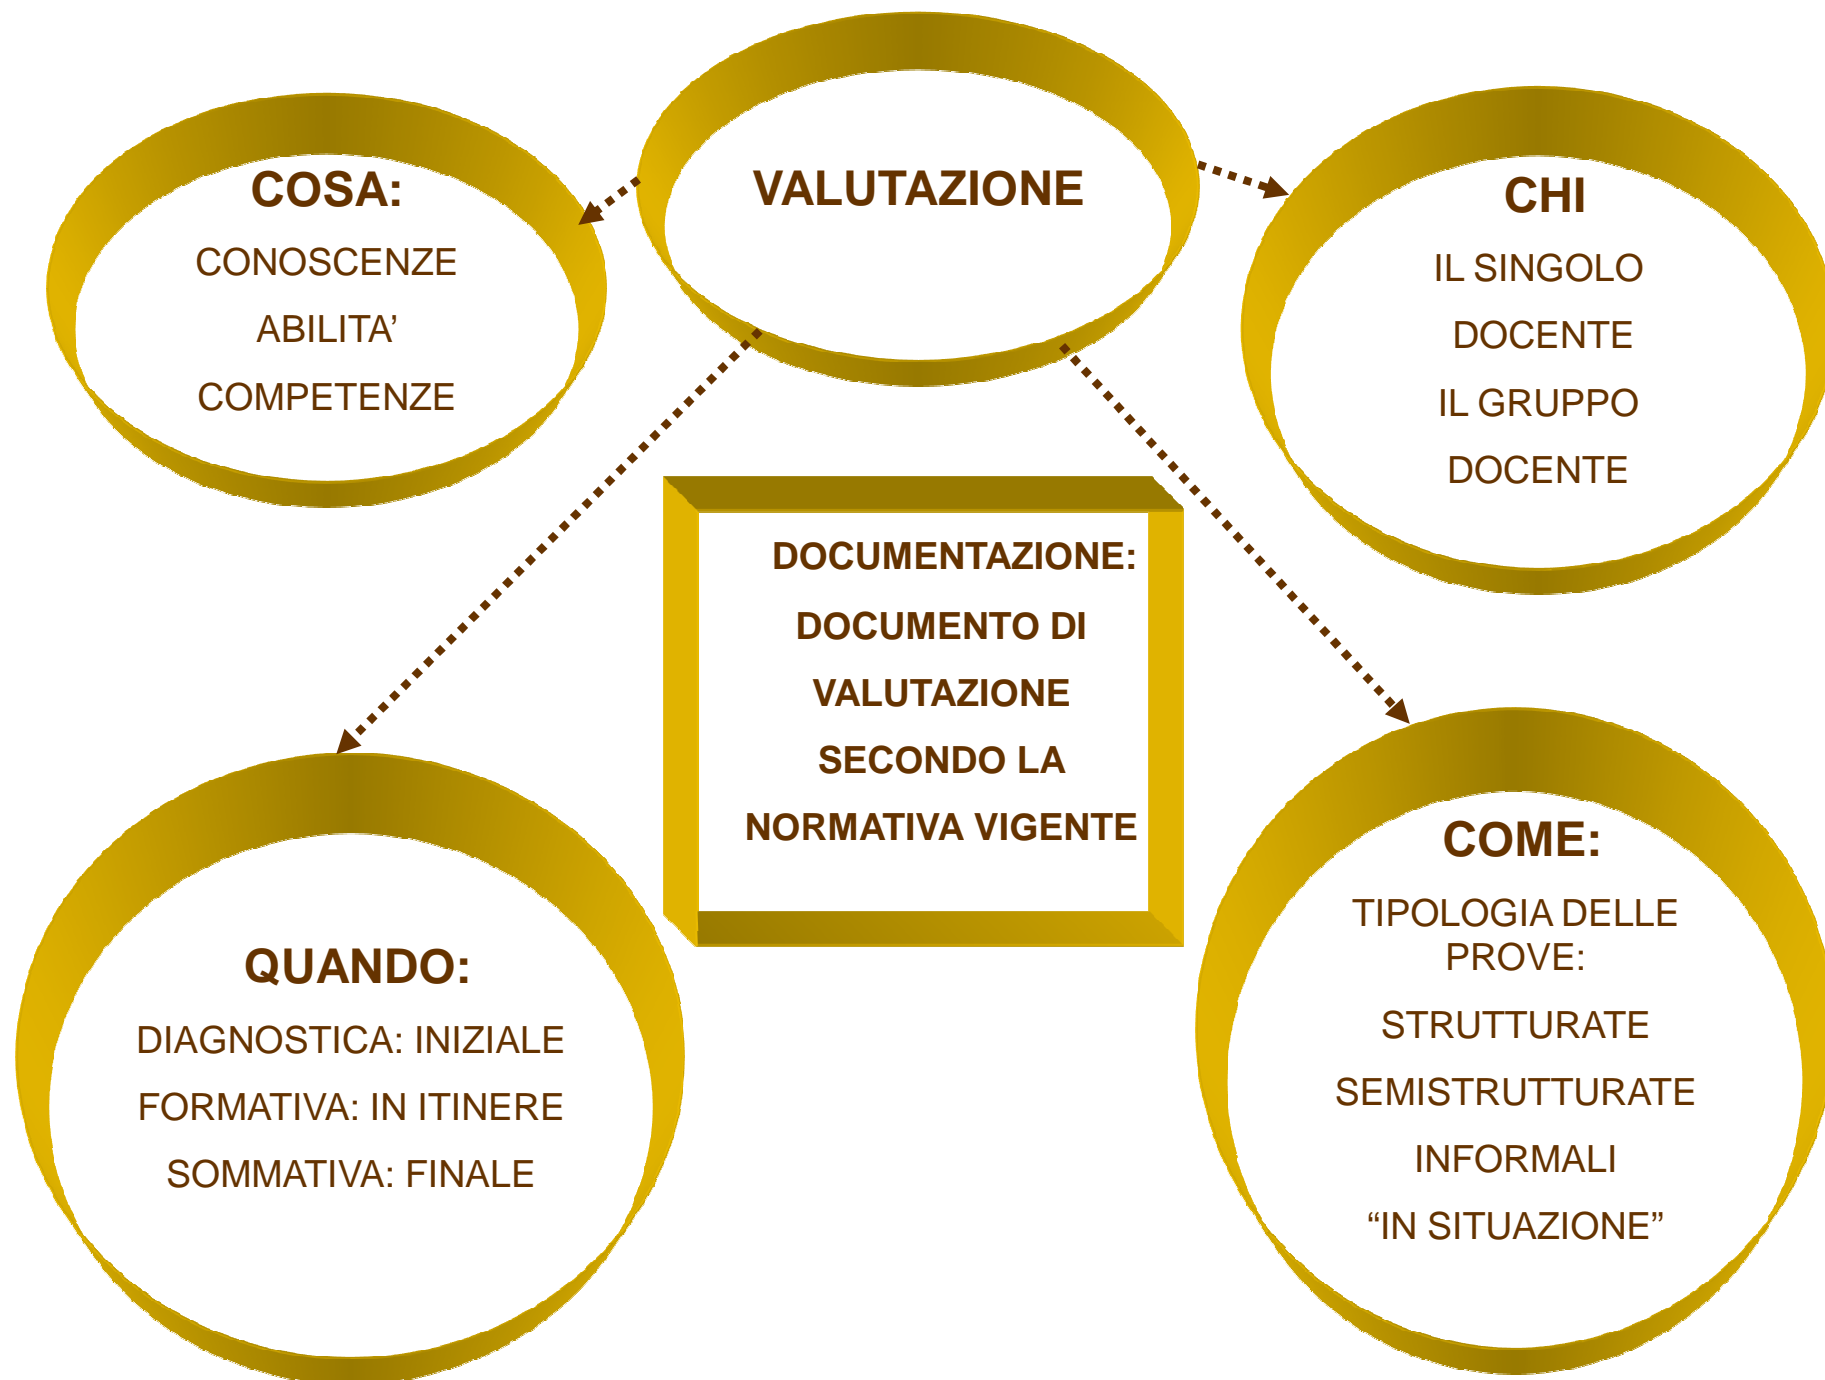 VALUTAZIONE
COSA:
CONOSCENZE
ABILITA’
COMPETENZE
CHI
IL SINGOLO
DOCENTE
IL GRUPPO
DOCENTE
DOCUMENTAZIONE:
DOCUMENTO DI
VALUTAZIONE
SECONDO LA
NORMATIVA VIGENTE
QUANDO:
DIAGNOSTICA: INIZIALE
FORMATIVA: IN ITINERE
SOMMATIVA: FINALE
COME:
TIPOLOGIA DELLE
PROVE:
STRUTTURATE
SEMISTRUTTURATE
INFORMALI
“IN SITUAZIONE”